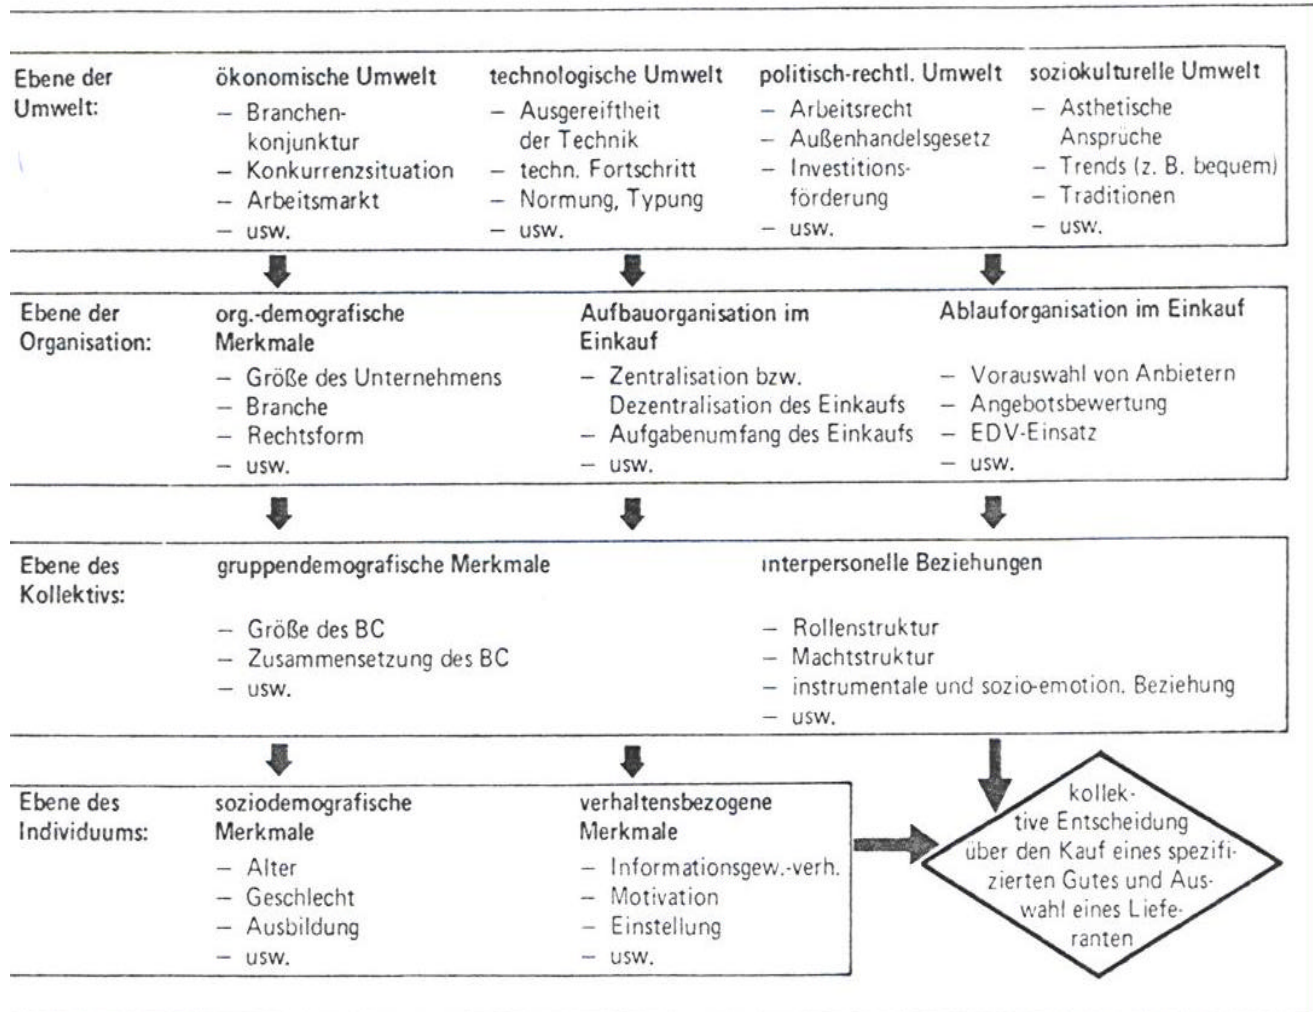 Ebene der
Umwelt:
ökonomische Umwelt
– Branchen-
konjunktur
– Konkurrenzsituation
– Arbeitsmarkt
– usw.
technologische Umwelt
– Ausgereiftheit
der Technik
– techn. Fortschritt
– Normung, Typung
– usw.
politisch-rechtl. Umwelt
– Arbeitsrecht
– Außenhandelsgesetz
– Investitions-
förderung
– usw.
soziokulturelle Umwelt
– Asthetische
Ansprüche
– Trends (z. B. bequem)
– Traditionen
– usw.
Ebene der
Organisation:
org.-demografische
Merkmale
– Größe des Unternehmens
– Branche
– Rechtsform
– usw.
Aufbauorganisation im
Einkauf
– Zentralisation bzw.
Dezentralisation des Einkaufs
– Aufgabenumfang des Einkaufs
– usw.
Ablauforganisation im Einkauf
– Vorauswahl von Anbietern
– Angebotsbewertung
– EDV-Einsatz
– usw.
Ebene des
Kollektivs:
gruppendemografische Merkmale
– Größe des BC
– Zusammensetzung des BC
– usw.
interpersonelle Beziehungen
– Rollenstruktur
– Machtstruktur
– instrumentale und sozio-emotion. Beziehung
– usw.
Ebene des
Individuums:
soziodemografische
Merkmale
– Alter
– Geschlecht
– Ausbildung
– usw.
verhaltensbezogene
Merkmale
– Informationsgew.-verh.
– Motivation
– Einstellung
– usw.
kollek-
tive Entscheidung
über den Kauf eines spezifi-
zierten Gutes und Aus-
wahl eines Liefe-
ranten